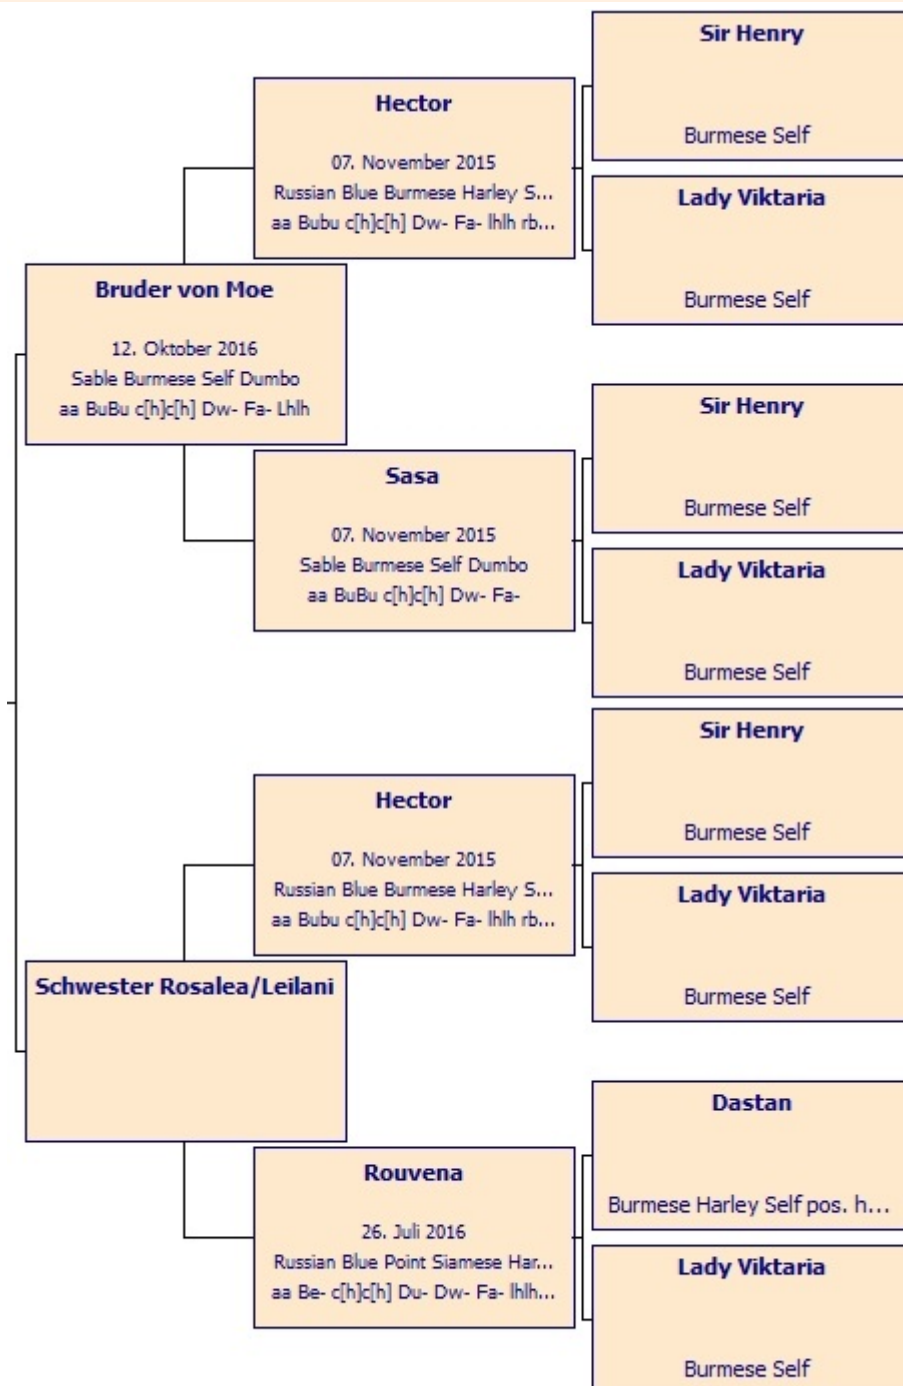 Sir Henry
Burmese Self
Hector
07. November 2015
Russian Blue Burmese Harley S...
aa Bubu c[h]c[h] Dw- Fa- lhlh rb...
Lady Viktaria
Burmese Self
Bruder von Moe
12. Oktober 2016
Sable Burmese Self Dumbo
aa BuBu c[h]c[h] Dw- Fa- Lhlh
Sir Henry
Burmese Self
Sasa
07. November 2015
Sable Burmese Self Dumbo
aa BuBu c[h]c[h] Dw- Fa-
Lady Viktaria
Burmese Self
Sir Henry
Burmese Self
Hector
07. November 2015
Russian Blue Burmese Harley S...
aa Bubu c[h]c[h] Dw- Fa- lhlh rb...
Lady Viktaria
Burmese Self
Schwester Rosalea/Leilani
Dastan
Burmese Harley Self pos. h...
Rouvena
26. Juli 2016
Russian Blue Point Siamese Har...
aa Be- c[h]c[h] Du- Dw- Fa- lhlh...
Lady Viktaria
Burmese Self